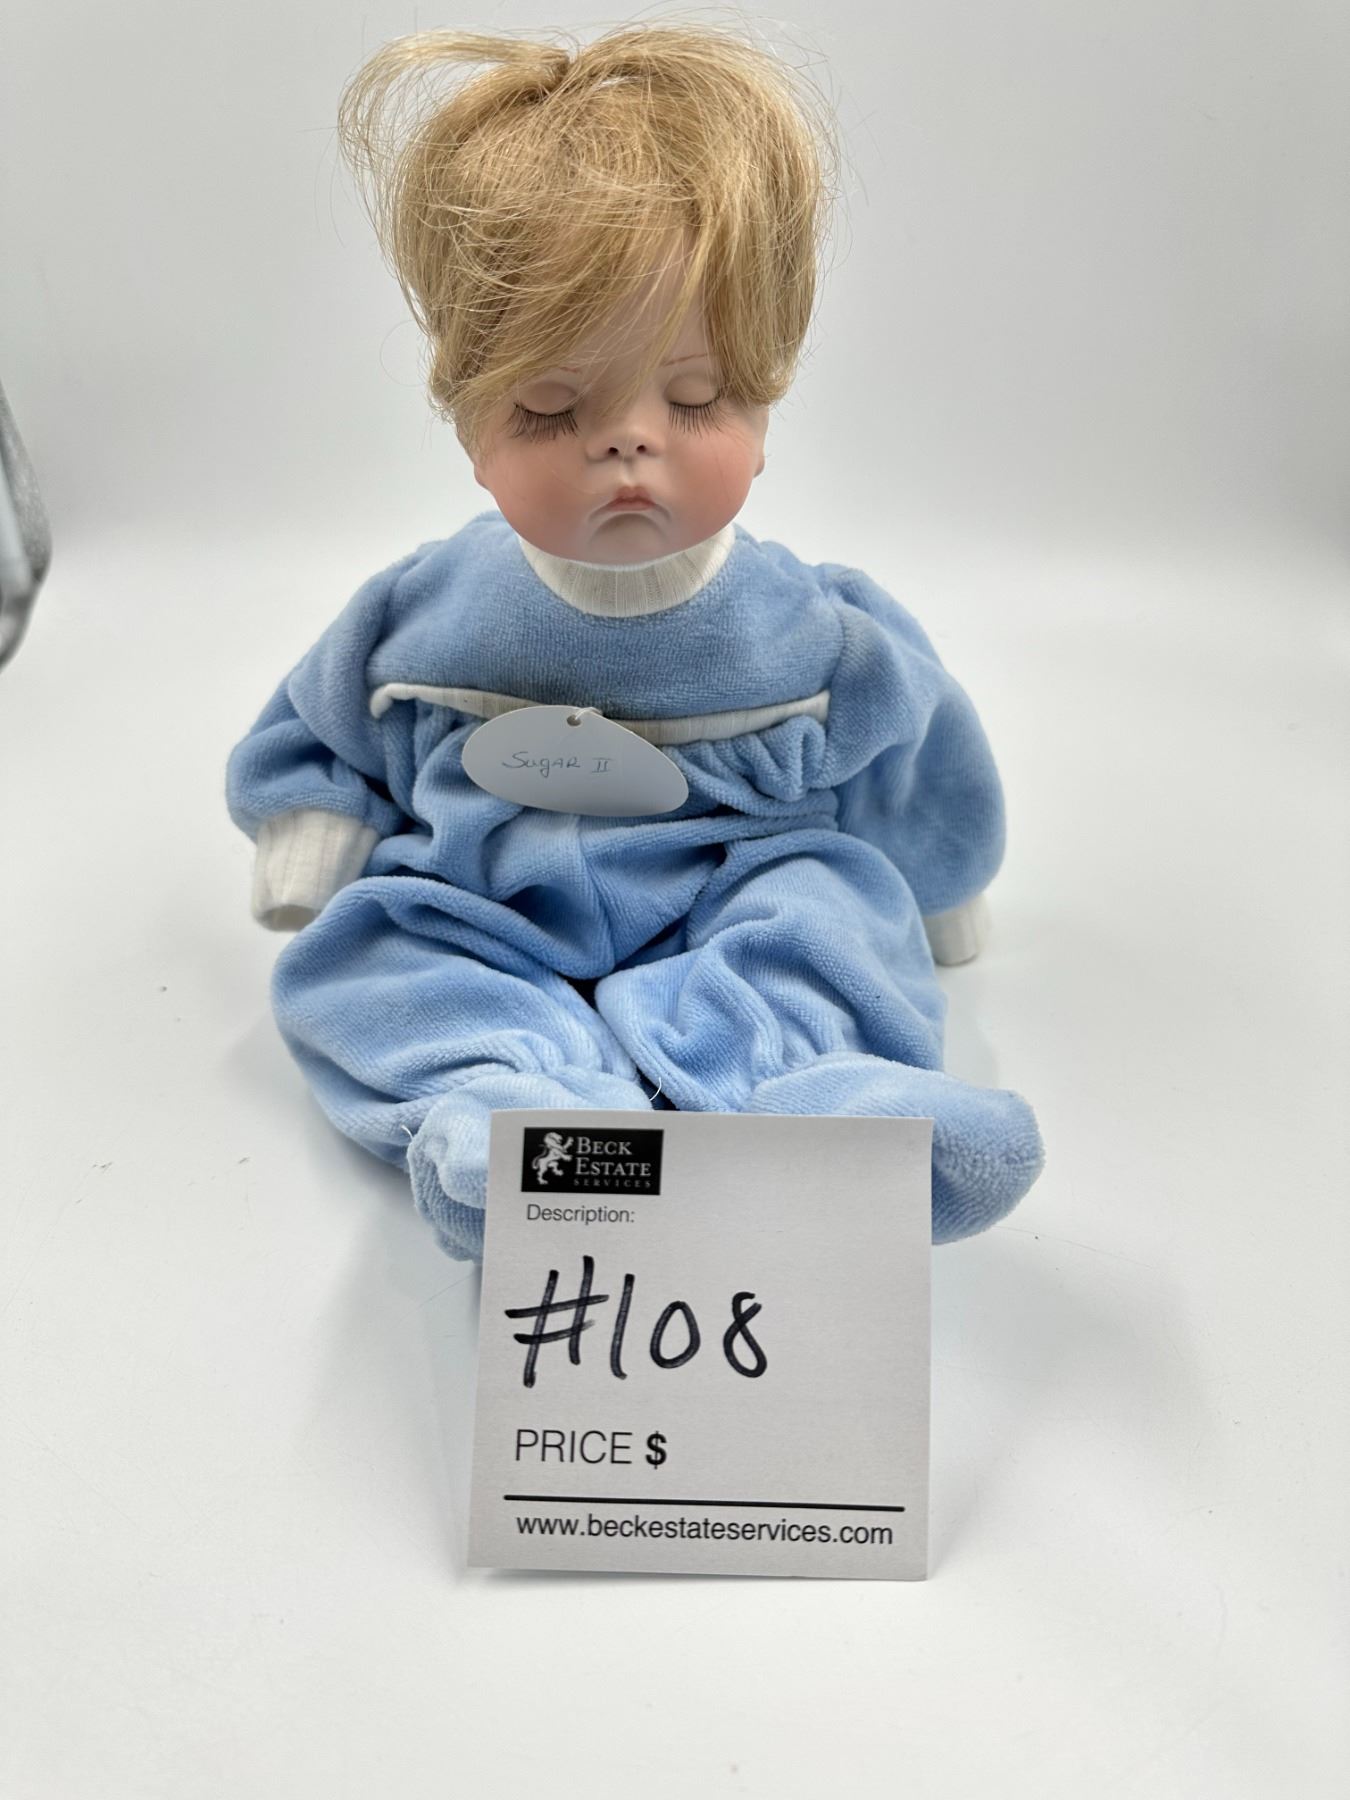 Sugar II
BECK
ESTATE
SERVICES
Description:
#108
PRICE $
www.beckestateservices.com